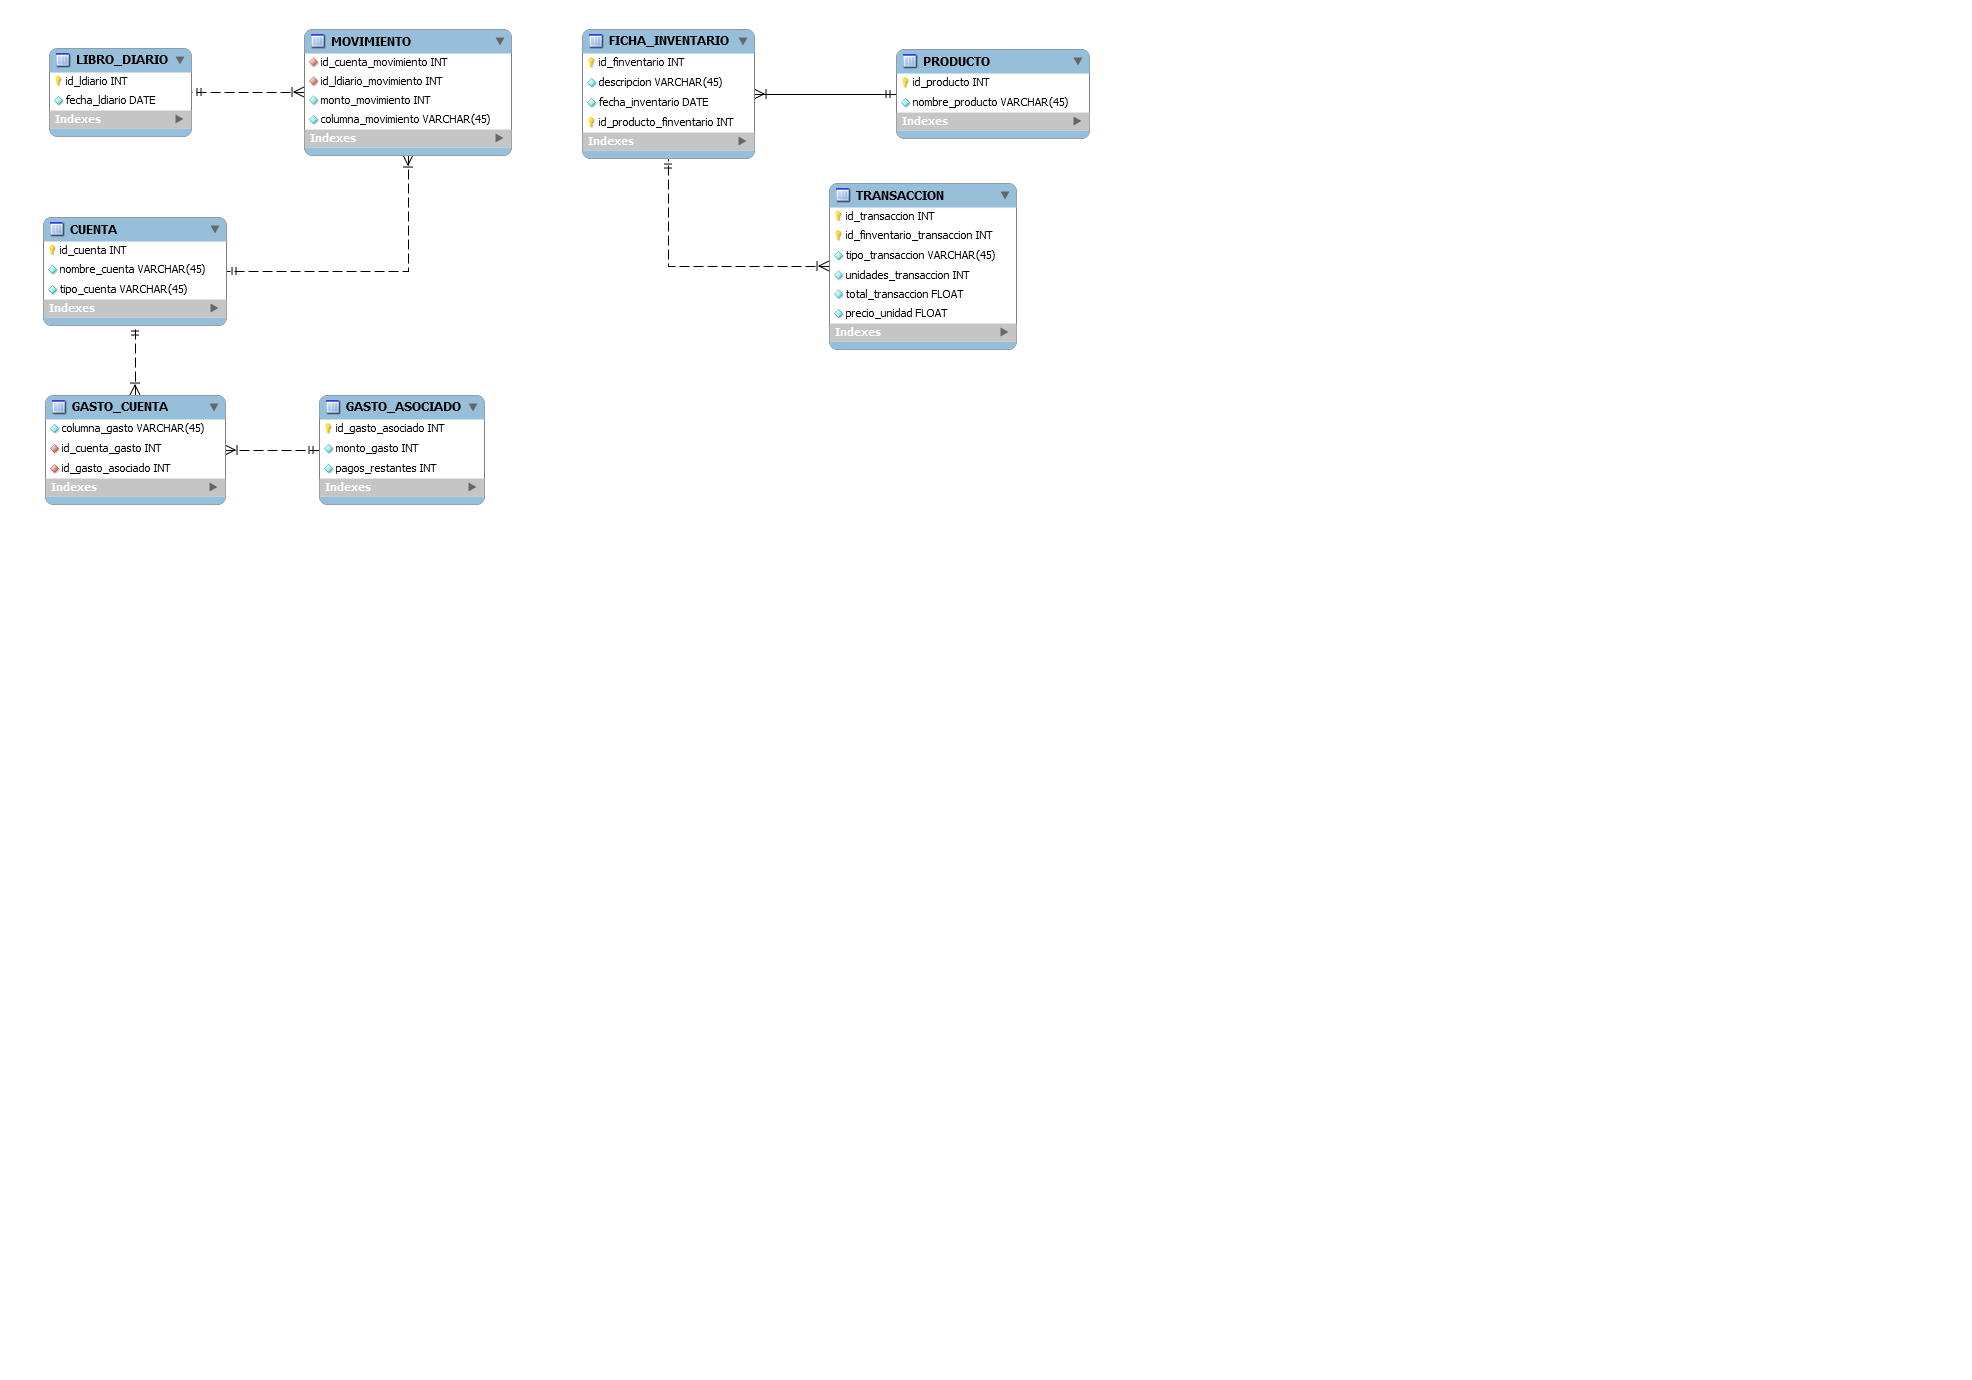 LIBRO_DIARIO
id_ldiario INT
fecha_ldiario DATE
Indexes
MOVIMIENTO
id_cuenta_movimiento INT
id_ldiario_movimiento INT
monto_movimiento INT
columna_movimiento VARCHAR(45)
Indexes
FICHA_INVENTARIO
id_finventario INT
descripcion VARCHAR(45)
fecha_inventario DATE
id_producto_finventario INT
Indexes
PRODUCTO
id_producto INT
nombre_producto VARCHAR(45)
Indexes
TRANSACCION
id_transaccion INT
id_finventario_transaccion INT
tipo_transaccion VARCHAR(45)
unidades_transaccion INT
total_transaccion FLOAT
precio_unidad FLOAT
Indexes
CUENTA
id_cuenta INT
nombre_cuenta VARCHAR(45)
tipo_cuenta VARCHAR(45)
Indexes
GASTO_CUENTA
columna_gasto VARCHAR(45)
id_cuenta_gasto INT
id_gasto_asociado INT
Indexes
GASTO_ASOCIADO
id_gasto_asociado INT
monto_gasto INT
pagos_restantes INT
Indexes